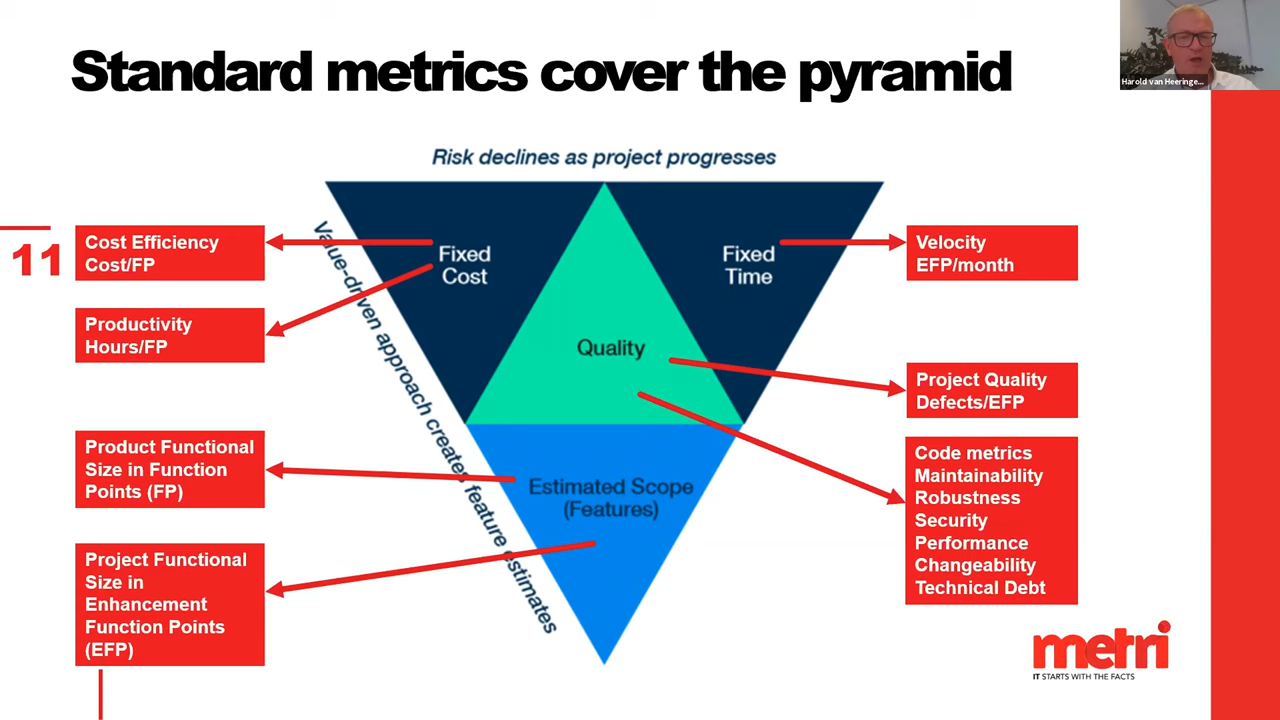 Standard metrics cover the pyramid
Harold van Heeringe...
Risk declines as project progresses
11
Cost Efficiency
Cost/FP
Productivity
Hours/FP
Product Functional
Size in Function
Points (FP)
Project Functional
Size in
Enhancement
Function Points
(EFP)
Value-driven approach creates feature estimates
Fixed
Cost
Fixed
Time
Quality
Estimated Scope
(Features)
Velocity
EFP/month
Project Quality
Defects/EFP
Code metrics
Maintainability
Robustness
Security
Performance
Changeability
Technical Debt
metri
IT STARTS WITH THE FACTS